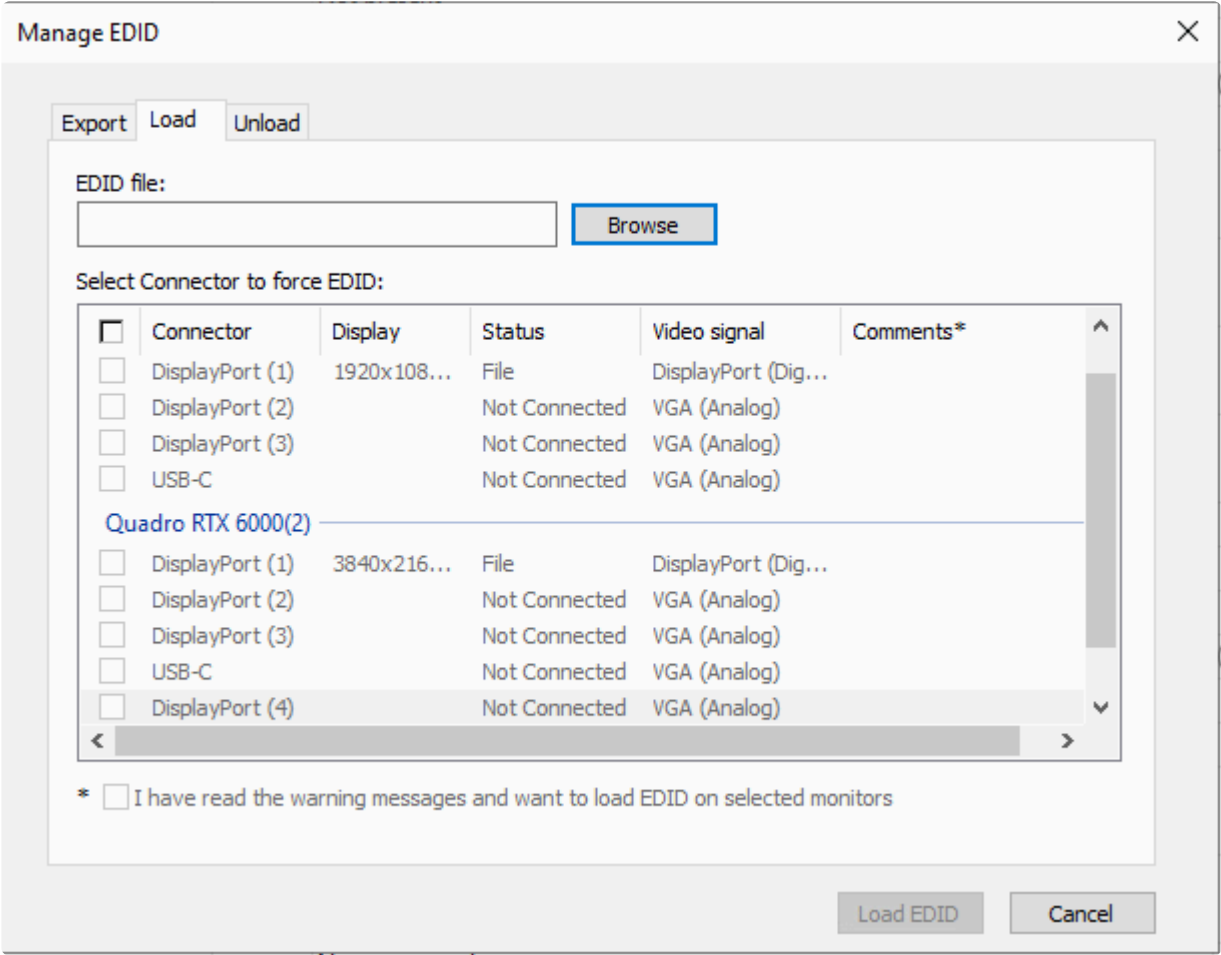 Manage EDID
Export Load Unload
EDID file:
Browse
Select Connector to force EDID:
Connector Display Status Video signal Comments*
DisplayPort (1) 1920x108... File DisplayPort (Dig...
DisplayPort (2) Not Connected VGA (Analog)
DisplayPort (3) Not Connected VGA (Analog)
USB-C Not Connected VGA (Analog)
Quadro RTX 6000(2)
DisplayPort (1) 3840x216... File DisplayPort (Dig...
DisplayPort (2) Not Connected VGA (Analog)
DisplayPort (3) Not Connected VGA (Analog)
USB-C Not Connected VGA (Analog)
DisplayPort (4) Not Connected VGA (Analog)
* I have read the warning messages and want to load EDID on selected monitors
Load EDID Cancel